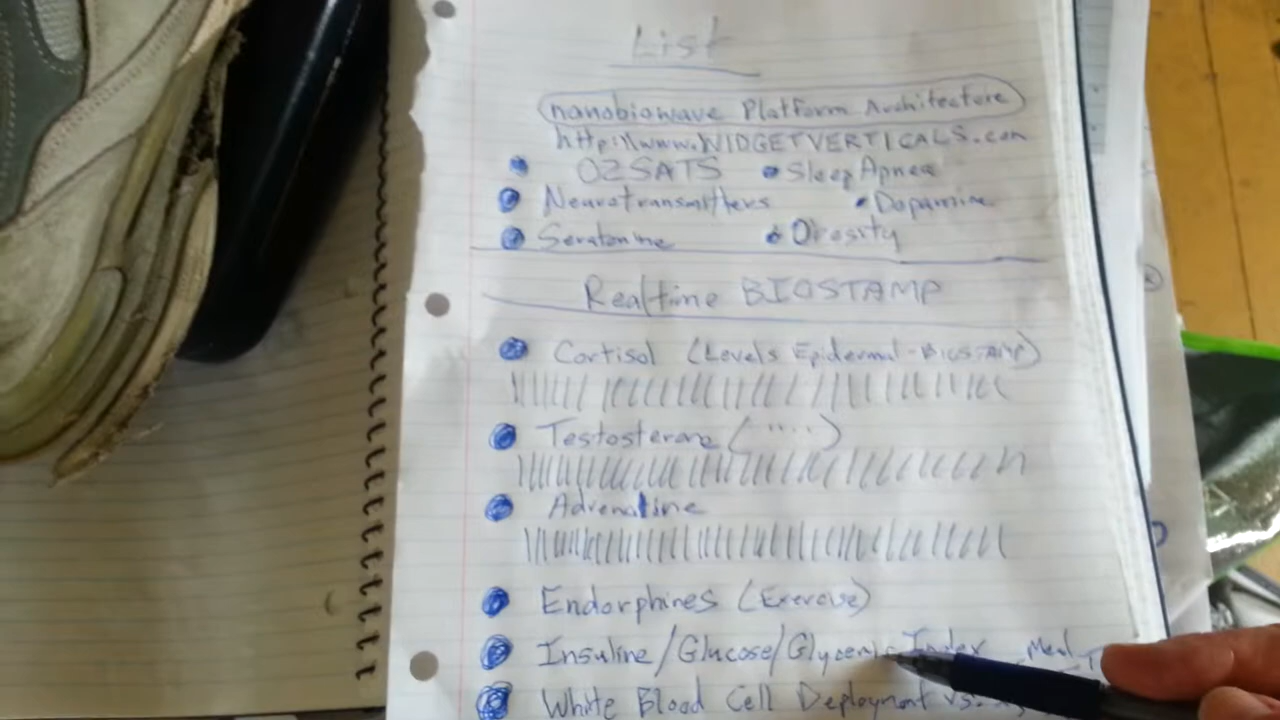 List
nanobiowave Platform Architecture
http://www.WIDGETVERTICALS.com
O2SATS • Sleep Apnea
Neurotransmitters • Dopamine
Seratonine • Obesity
Realtime BIOSTAMP
Cortisol (Levels Epidermal-BIOSTAMP)
Testosterone (".....)
Adrenaline
Endorphines (Exercise)
Insuline/Glucose/Glycemic Index Meal
White Blood Cell Deployment vs.